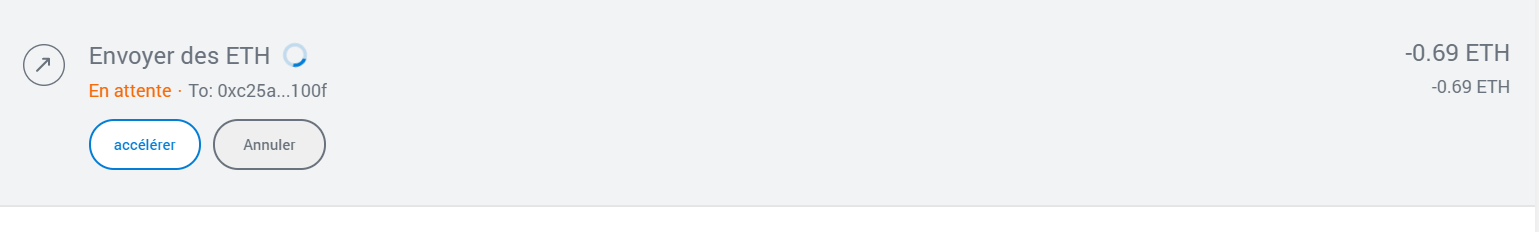 Envoyer des ETH
-0.69 ETH
En attente · To: 0xc25a...100f
-0.69 ETH
accélérer
Annuler